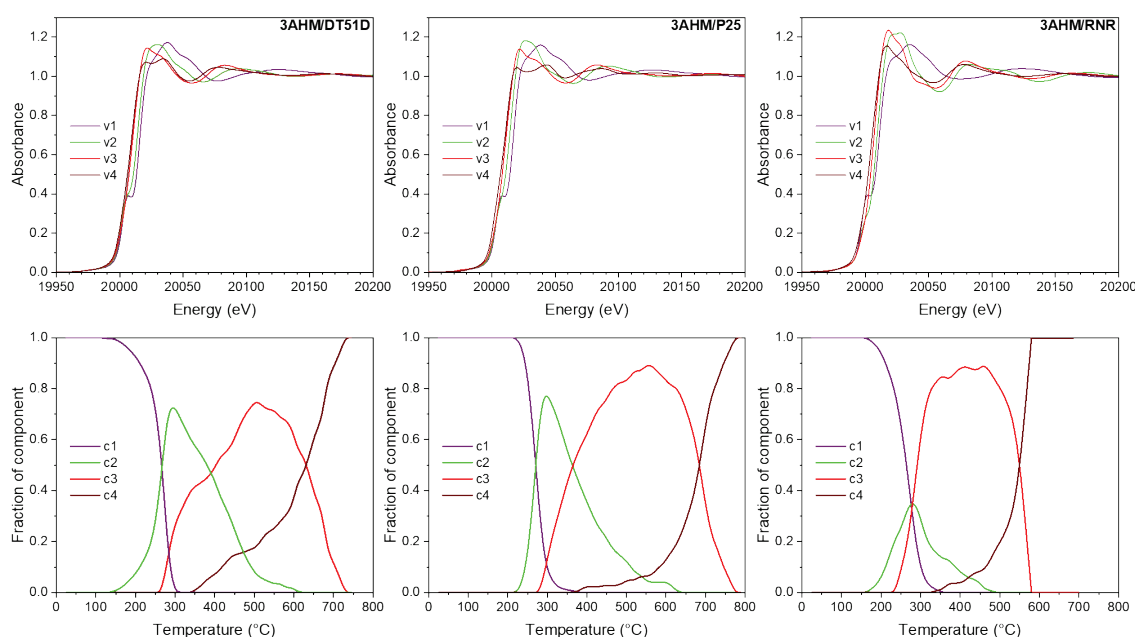 3AHM/DT51D
Absorbance
1.2
1.0
0.8
0.6
0.4
0.2
0.0
v1
v2
v3
v4
19950 20000 20050 20100 20150 20200
Energy (eV)
3AHM/P25
Absorbance
1.2
1.0
0.8
0.6
0.4
0.2
0.0
v1
v2
v3
v4
19950 20000 20050 20100 20150 20200
Energy (eV)
3AHM/RNR
Absorbance
1.2
1.0
0.8
0.6
0.4
0.2
0.0
v1
v2
v3
v4
19950 20000 20050 20100 20150 20200
Energy (eV)
Fraction of component
1.0
0.8
0.6
0.4
0.2
0.0
c1
c2
c3
c4
0 100 200 300 400 500 600 700 800
Temperature (°C)
Fraction of component
1.0
0.8
0.6
0.4
0.2
0.0
c1
c2
c3
c4
0 100 200 300 400 500 600 700 800
Temperature (°C)
Fraction of component
1.0
0.8
0.6
0.4
0.2
0.0
c1
c2
c3
c4
0 100 200 300 400 500 600 700 800
Temperature (°C)